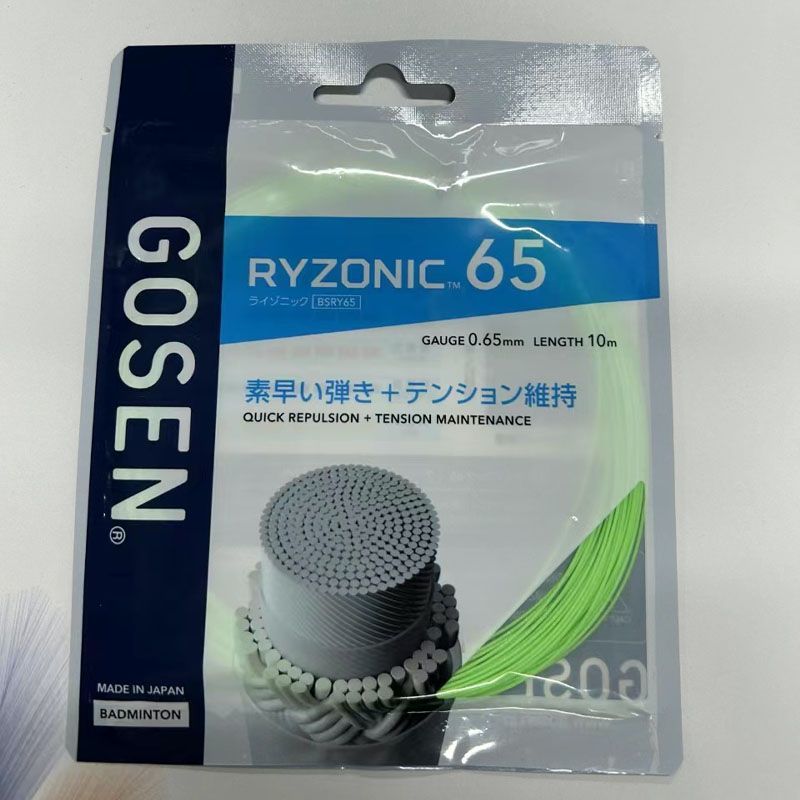 GOSEN®
RYZONIC™ 65
ライゾニック BSRY65
GAUGE 0.65mm LENGTH 10m
素早い弾き+テンション維持
QUICK REPULSION + TENSION MAINTENANCE
MADE IN JAPAN
BADMINTON